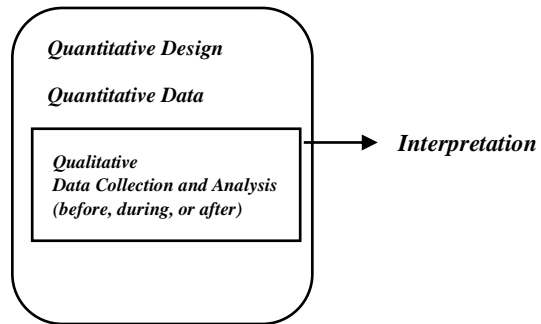 Quantitative Design
Quantitative Data
Interpretation
Qualitative
Data Collection and Analysis
(before, during, or after)